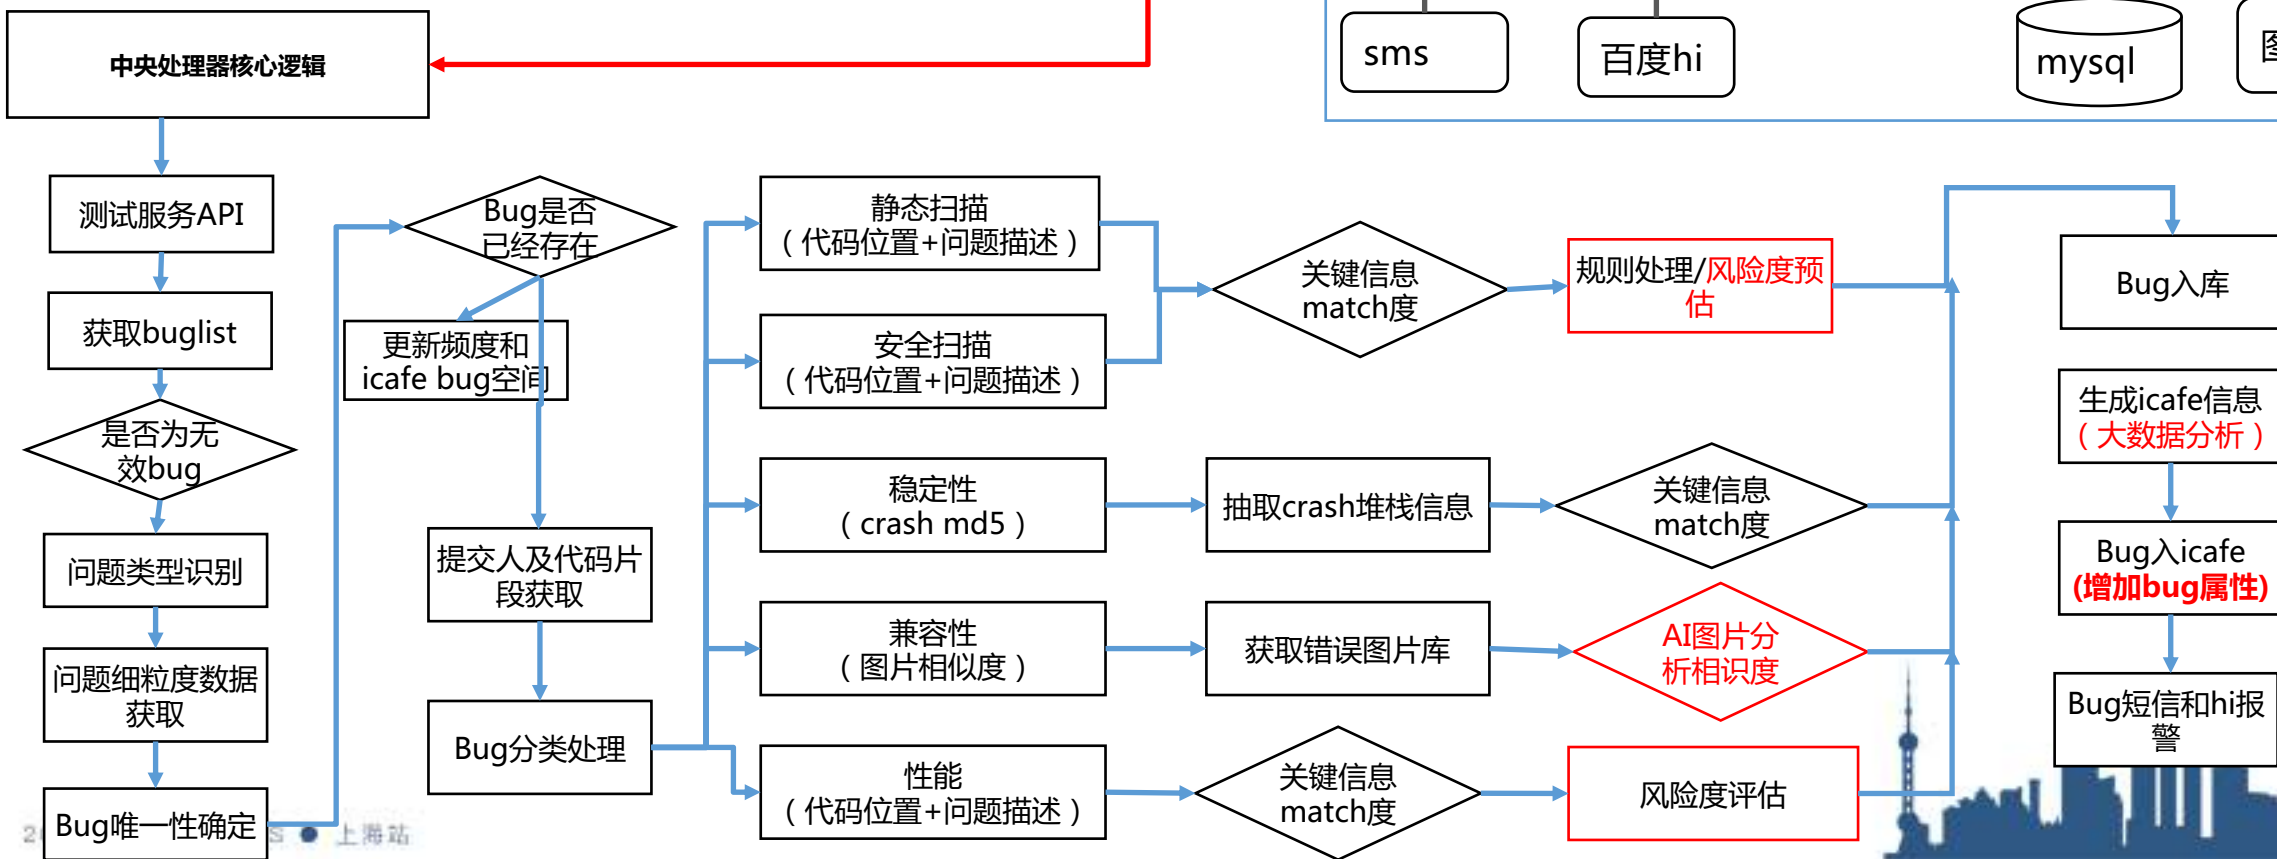 sms
百度hi
mysql
中央处理器核心逻辑
测试服务API
获取buglist
是否为无
效bug
问题类型识别
问题细粒度数据
获取
Bug唯一性确定
Bug是否
已经存在
更新频度和
icafe bug空间
提交人及代码片
段获取
Bug分类处理
静态扫描
(代码位置+问题描述)
安全扫描
(代码位置+问题描述)
稳定性
(crash md5)
兼容性
(图片相似度)
性能
(代码位置+问题描述)
关键信息
match度
规则处理/风险度预
估
抽取crash堆栈信息
关键信息
match度
获取错误图片库
AI图片分
析相识度
关键信息
match度
风险度评估
Bug入库
生成icafe信息
(大数据分析)
Bug入icafe
(增加bug属性)
Bug短信和hi报
警
上海站